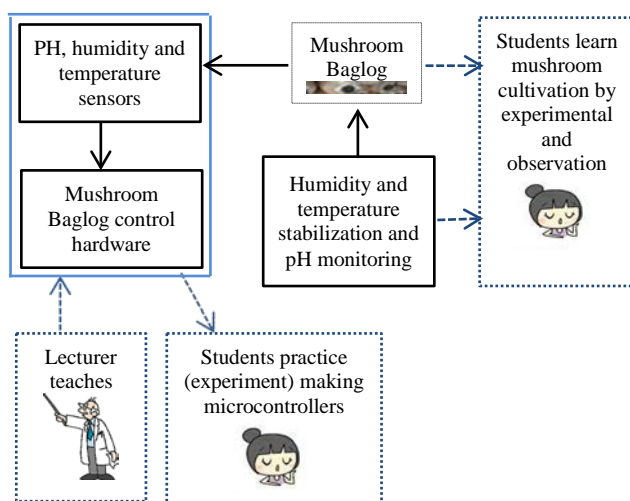 PH, humidity and
temperature
sensors
Mushroom
Baglog
Students learn
mushroom
cultivation by
experimental
and
observation
Mushroom
Baglog control
hardware
Humidity and
temperature
stabilization and
pH monitoring
Lecturer
teaches
Students practice
(experiment) making
microcontrollers